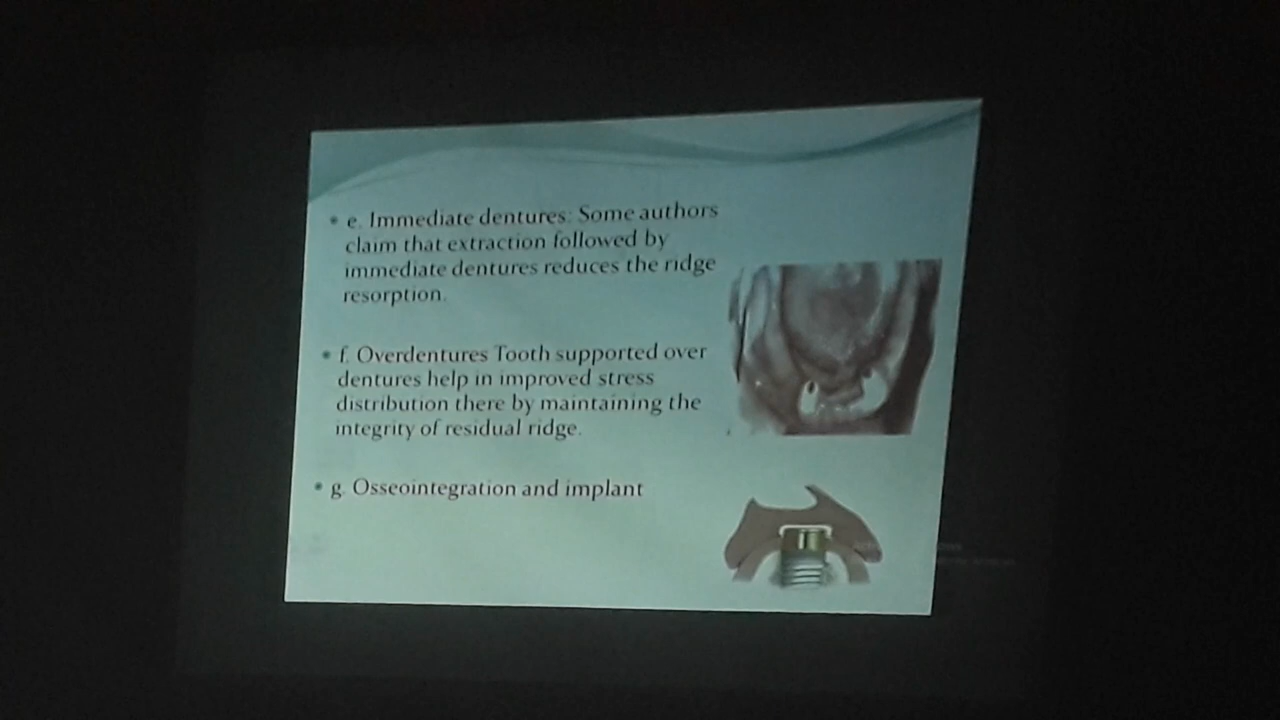 • e. Immediate dentures: Some authors
claim that extraction followed by
immediate dentures reduces the ridge
resorption.
• f. Overdentures Tooth supported over
dentures help in improved stress
distribution there by maintaining the
integrity of residual ridge.
• g. Osseointegration and implant